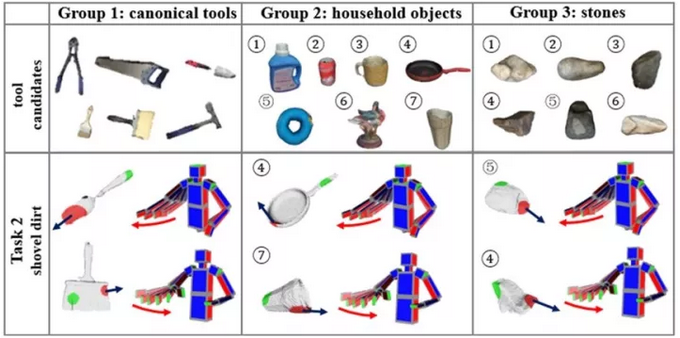 Group 1: canonical tools
Group 2: household objects
Group 3: stones
tool
candidates
① ② ③ ④
⑤ ⑥ ⑦
① ② ③
④ ⑤ ⑥
Task 2
shovel dirt
④
⑤
⑦
④